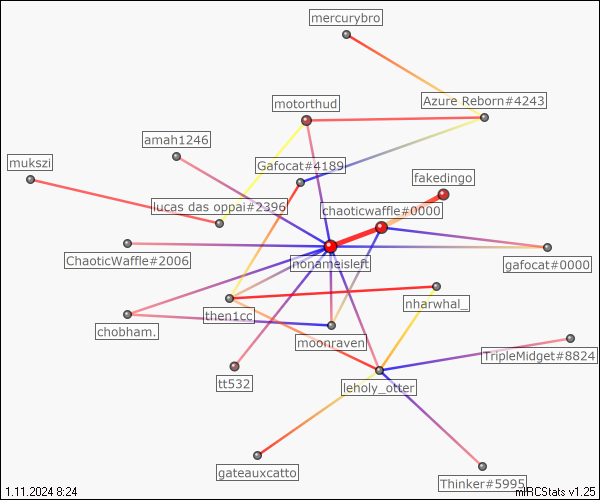 mercurybro
Azure Reborn#4243
motorthud
amah1246
mukszi
Gafocat#4189
fakedingo
lucas das oppai#2396
chaoticwaffle#0000
ChaoticWaffle#2006
nonameisleft
gafocat#0000
nharwhal_
then1cc
chobham.
moonraven
TripleMidget#8824
tt532
leholy_otter
gateauxcatto
Thinker#5995
1.11.2024 8:24
mIRCStats v1.25